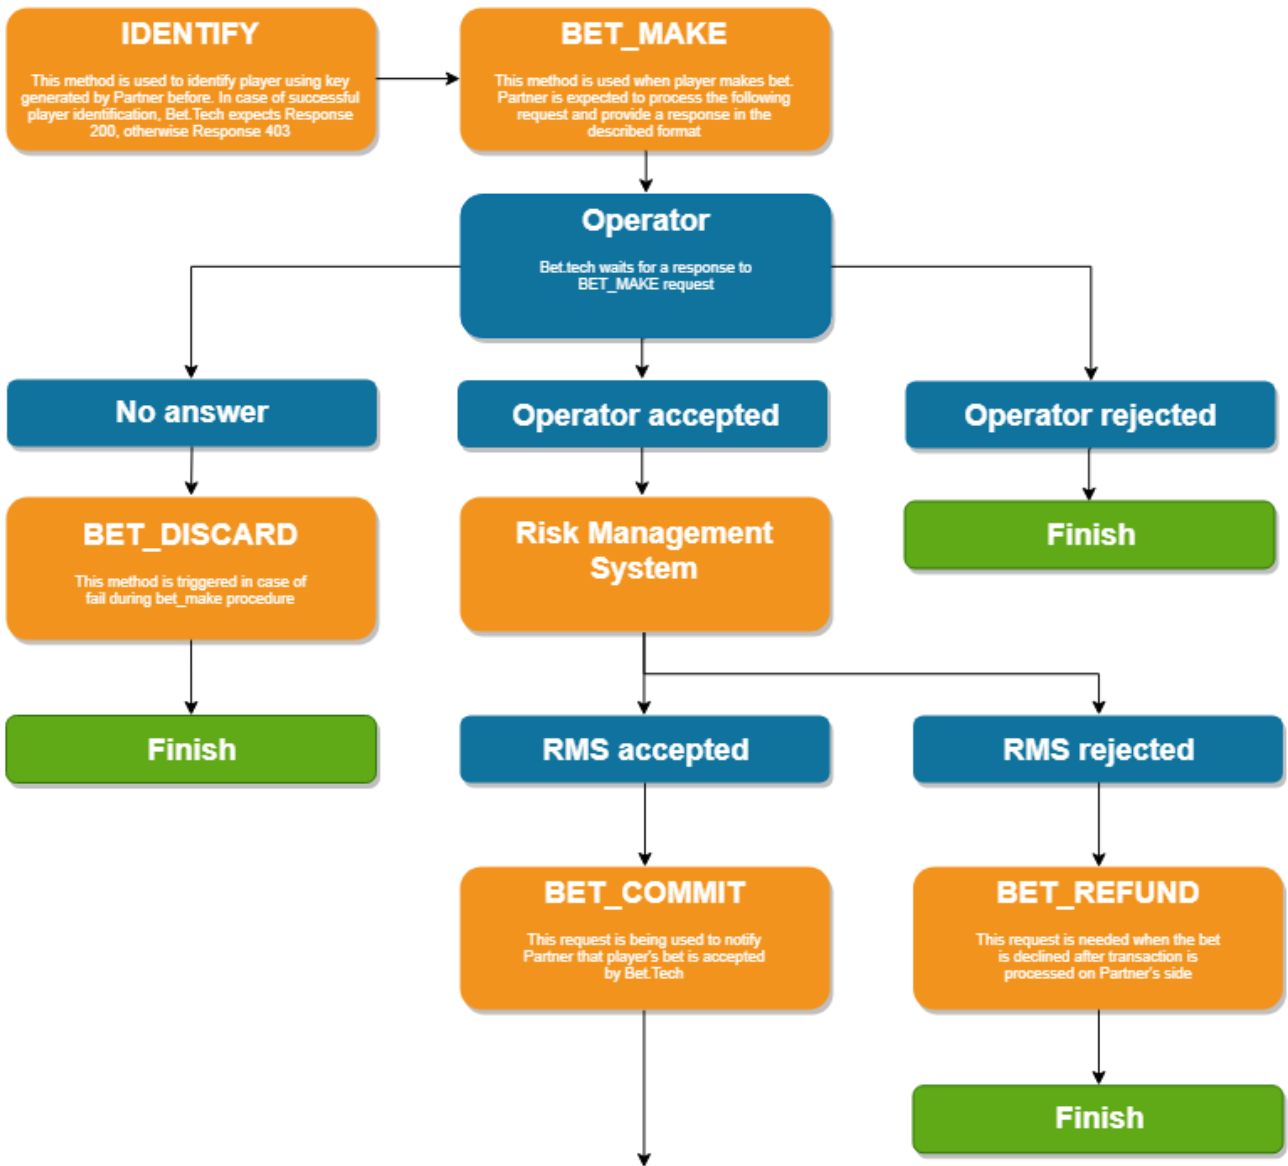 IDENTIFY
This method is used to identify player using key
generated by Partner before. In case of successful
player identification, Bet.Tech expects Response
200, otherwise Response 403
BET_MAKE
This method is used when player makes bet.
Partner is expected to process the following
request and provide a response in the
described format
Operator
Bet.tech waits for a response to
BET_MAKE request
No answer
Operator accepted
Operator rejected
BET_DISCARD
This method is triggered in case of
fail during bet_make procedure
Risk Management
System
Finish
Finish
RMS accepted
RMS rejected
BET_COMMIT
This request is being used to notify
Partner that player's bet is accepted
by Bet.Tech
BET_REFUND
This request is needed when the bet
is declined after transaction is
processed on Partner's side
Finish